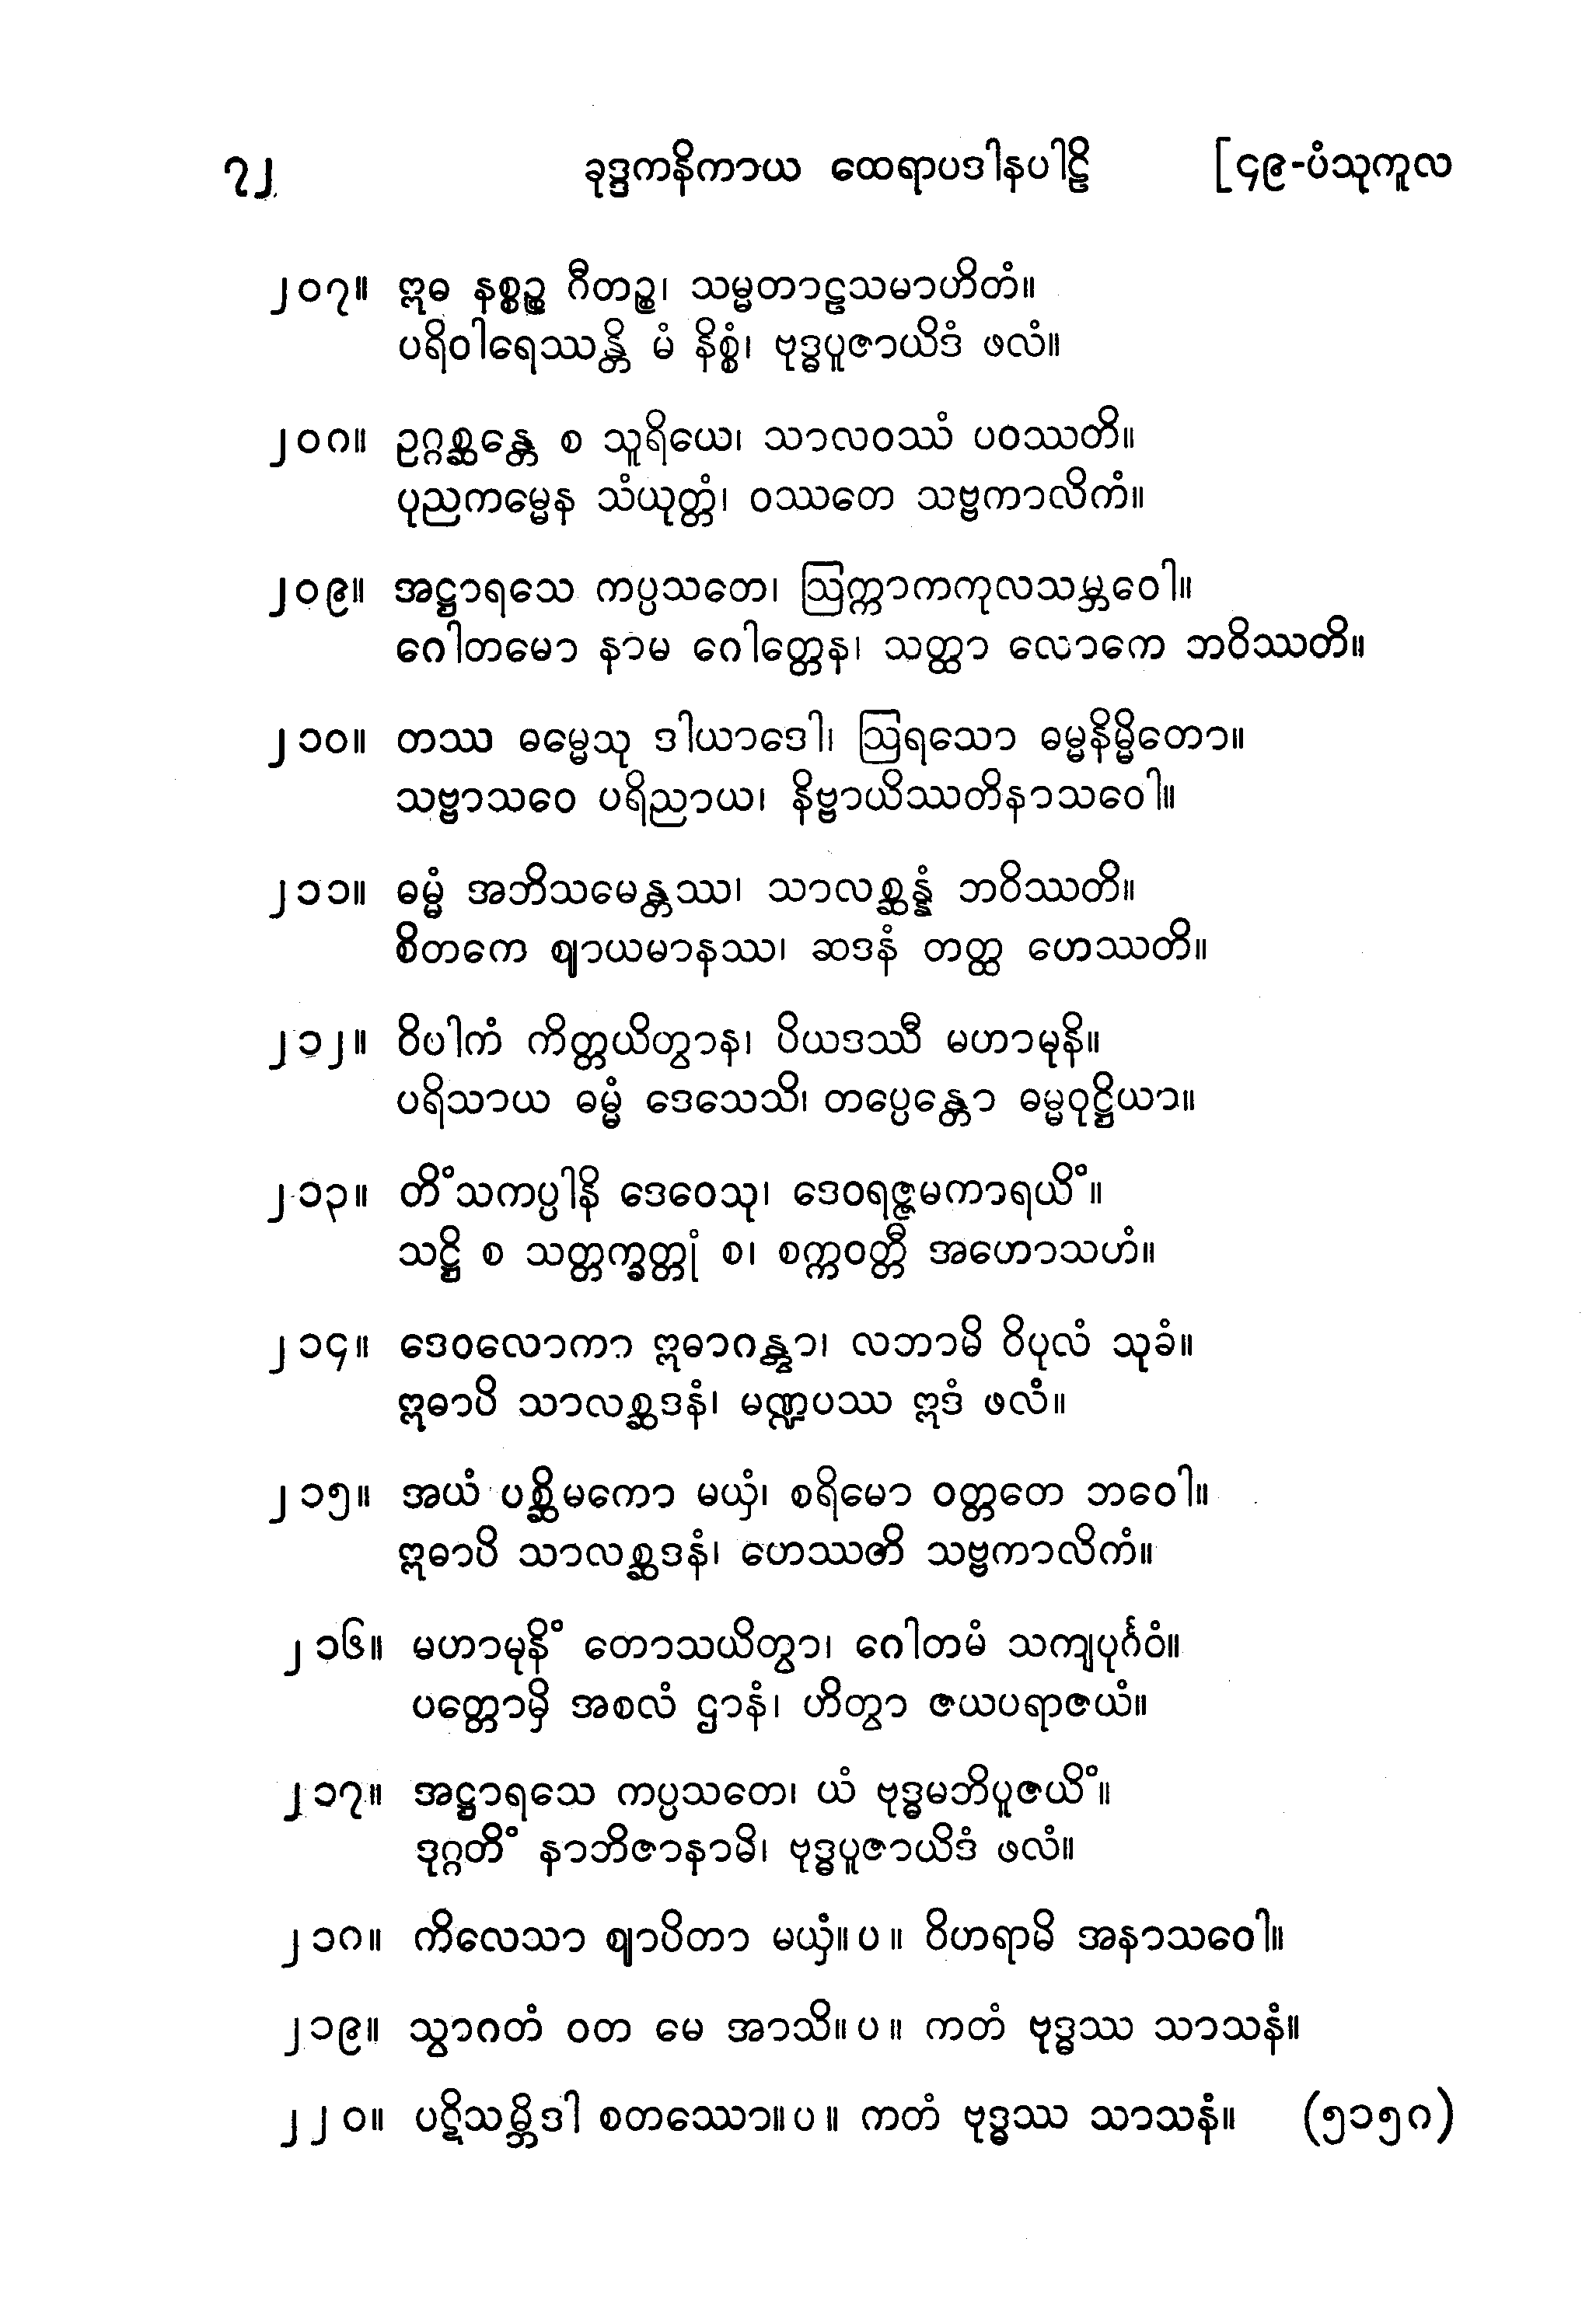 ၇၂ ခုဒ္ဒကနိကာယ ထေရာပဒါနပါဠိ [၄၉-ပံသုကူလ
၂၀၇။ ဣဓ နစ္စဉ္စ ဂီတဉ္စ၊ သမ္မတာဠသမာဟိတံ။
ပရိဝါရေဿန္တိ မံ နိစ္စံ၊ ဗုဒ္ဓပူဇာယိဒံ ဖလံ။
၂၀၈။ ဥဂ္ဂစ္ဆန္တေ စ သူရိယေ၊ သာလဝဿံ ပဝဿတိ။
ပုညကမ္မေန သံယုတ္တံ၊ ဝဿတေ သဗ္ဗကာလိကံ။
၂၀၉။ အဋ္ဌာရသေ ကပ္ပသတေ၊ ဩက္ကာကကုလသမ္ဘဝေါ။
ဂေါတမော နာမ ဂေါတ္တေန၊ သတ္ထာ လောကေ ဘဝိဿတိ။
၂၁၀။ တဿ ဓမ္မေသု ဒါယာဒေါ၊ ဩရသော ဓမ္မနိမ္မိတော။
သဗ္ဗာသဝေ ပရိညာယ၊ နိဗ္ဗာယိဿတိနာသဝေါ။
၂၁၁။ ဓမ္မံ အဘိသမေန္တဿ၊ သာလစ္ဆန္နံ ဘဝိဿတိ။
စိတကေ ဈာယမာနဿ၊ ဆဒနံ တတ္ထ ဟေဿတိ။
၂၁၂။ ဝိပါကံ ကိတ္တယိတွာန၊ ပိယဒဿီ မဟာမုနိ။
ပရိသာယ ဓမ္မံ ဒေသေသိ၊ တပ္ပေန္တော ဓမ္မဝုဋ္ဌိယာ။
၂၁၃။ တိံသကပ္ပါနိ ဒေဝေသု၊ ဒေဝရဇ္ဇမကာရယိံ။
သဋ္ဌိ စ သတ္တက္ခတ္တုံ စ၊ စက္ကဝတ္တီ အဟောသဟံ။
၂၁၄။ ဒေဝလောကာ ဣဓာဂန္တွာ၊ လဘာမိ ဝိပုလံ သုခံ။
ဣဓာပိ သာလစ္ဆဒနံ၊ မဏ္ဍပဿ ဣဒံ ဖလံ။
၂၁၅။ အယံ ပစ္ဆိမကော မယှံ၊ စရိမော ဝတ္တတေ ဘဝေါ။
ဣဓာပိ သာလစ္ဆဒနံ၊ ဟေဿတိ သဗ္ဗကာလိကံ။
၂၁၆။ မဟာမုနိံ တောသယိတွာ၊ ဂေါတမံ သကျပုင်္ဂဝံ။
ပတ္တောမှိ အစလံ ဌာနံ၊ ဟိတွာ ဇယပရာဇယံ။
၂၁၇။ အဋ္ဌာရသေ ကပ္ပသတေ၊ ယံ ဗုဒ္ဓမဘိပူဇယိံ။
ဒုဂ္ဂတိံ နာဘိဇာနာမိ၊ ဗုဒ္ဓပူဇာယိဒံ ဖလံ။
၂၁၈။ ကိလေသာ ဈာပိတာ မယှံ။ ပ ။ ဝိဟရာမိ အနာသဝေါ။
၂၁၉။ သွာဂတံ ဝတ မေ အာသိ။ ပ ။ ကတံ ဗုဒ္ဓဿ သာသနံ။
၂၂၀။ ပဋိသမ္ဘိဒါ စတဿော။ ပ ။ ကတံ ဗုဒ္ဓဿ သာသနံ။ (၅၁၅၈)